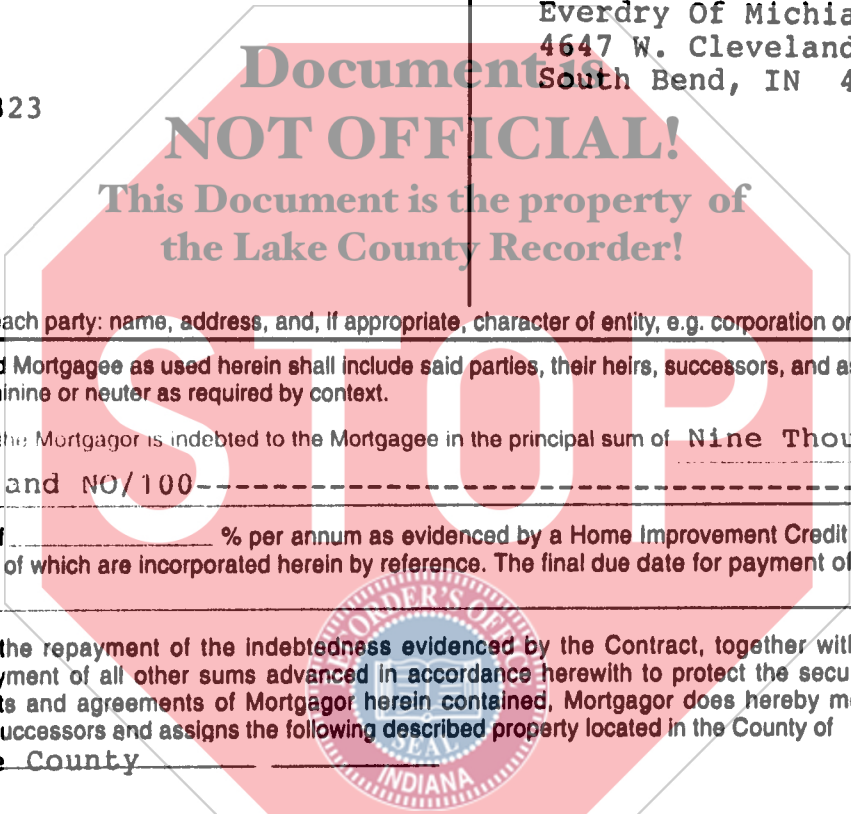 Everdry Of Michia
4647 W. Cleveland
South Bend, IN 4
323
Document is
NOT OFFICIAL!
This Document is the property of
the Lake County Recorder!
STOP
ach party: name, address, and, if appropriate, character of entity, e.g. corporation or
d Mortgagee as used herein shall include said parties, their heirs, successors, and as
inine or neuter as required by context.
he Mortgagor is indebted to the Mortgagee in the principal sum of Nine Thou
and NO/100--------------------------------------------
f ____________ % per annum as evidenced by a Home Improvement Credit
of which are incorporated herein by reference. The final due date for payment of
the repayment of the indebtedness evidenced by the Contract, together with
yment of all other sums advanced in accordance herewith to protect the secu
ts and agreements of Mortgagor herein contained, Mortgagor does hereby m
uccessors and assigns the following described property located in the County of
e County
RECORDER'S OFFICE
SEAL
INDIANA